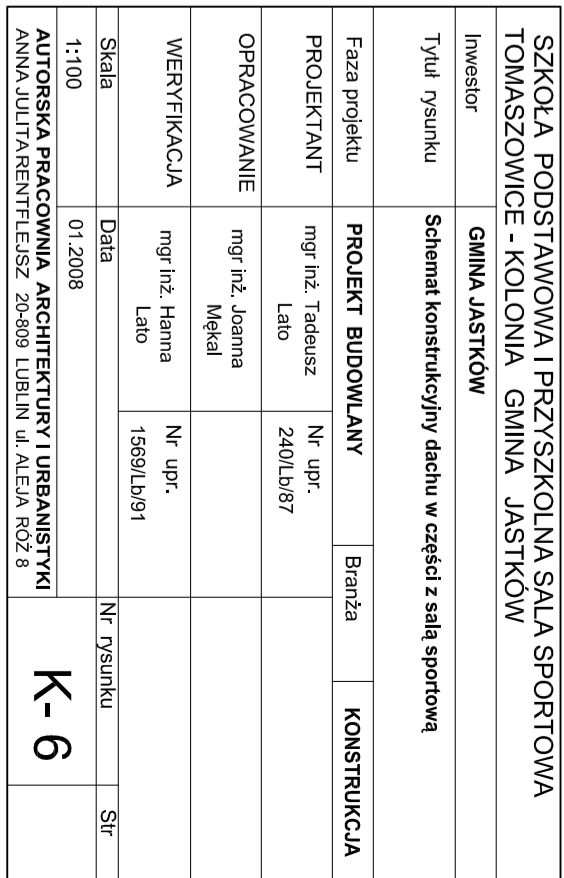 SZKOŁA PODSTAWOWA I PRZYSZKOLNA SALA SPORTOWA
TOMASZOWICE - KOLONIA GMINA JASTKÓW
Inwestor GMINA JASTKÓW
Tytuł rysunku Schemat konstrukcyjny dachu w części z salą sportową
Faza projektu PROJEKT BUDOWLANY Branża KONSTRUKCJA
PROJEKTANT mgr inż. Tadeusz Nr upr.
Lato 240/Lb/87
OPRACOWANIE mgr inż. Joanna
Mękal
WERYFIKACJA mgr inż. Hanna Nr upr.
Lato 1569/Lb/91
Skala Data Nr rysunku Str
1:100 01.2008
K- 6
AUTORSKA PRACOWNIA ARCHITEKTURY I URBANISTYKI
ANNA JULITA RENTFLEJSZ 20-809 LUBLIN ul. ALEJA RÓŻ 8